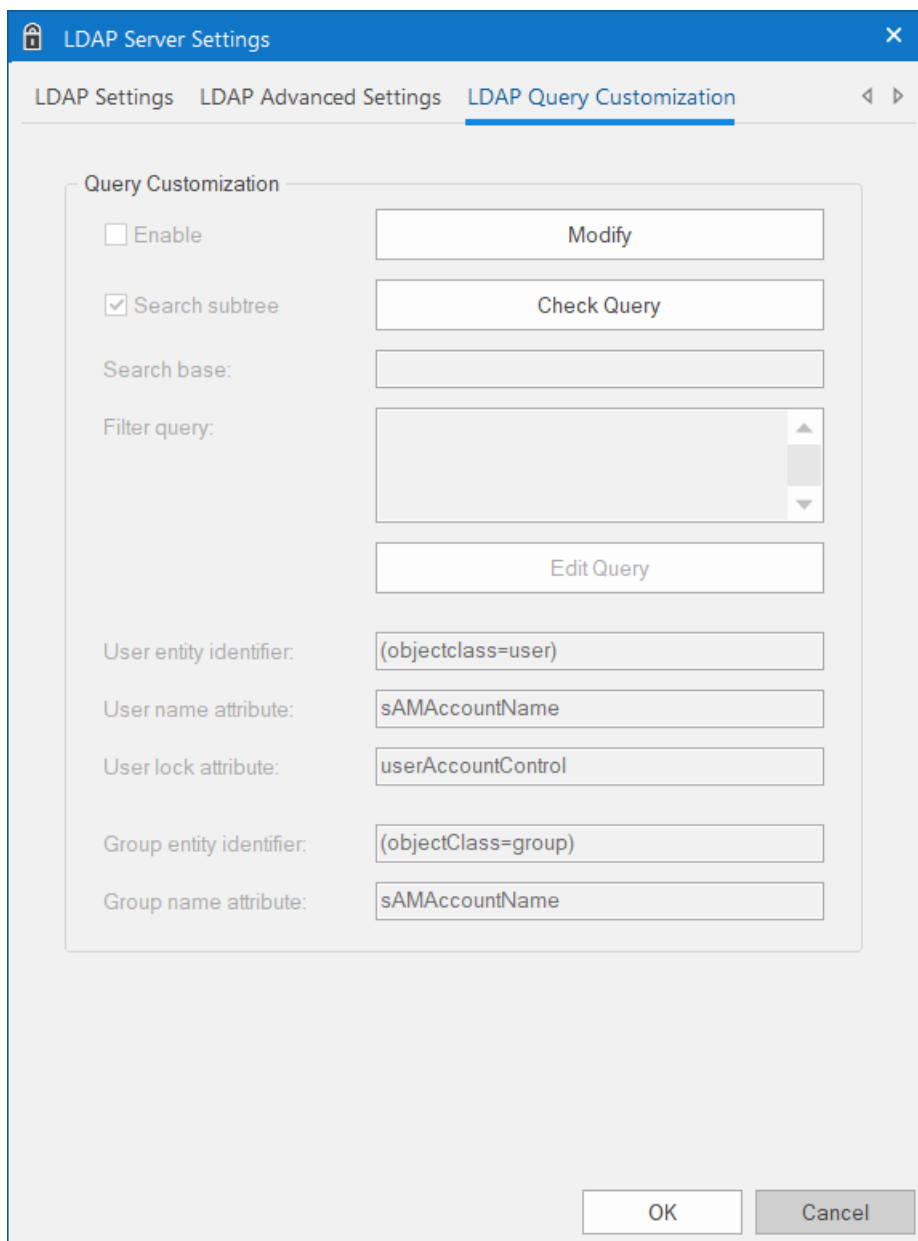 LDAP Server Settings
LDAP Settings LDAP Advanced Settings LDAP Query Customization
Query Customization
Enable Modify
Search subtree Check Query
Search base:
Filter query:
Edit Query
User entity identifier: (objectclass=user)
User name attribute: sAMAccountName
User lock attribute: userAccountControl
Group entity identifier: (objectClass=group)
Group name attribute: sAMAccountName
OK Cancel